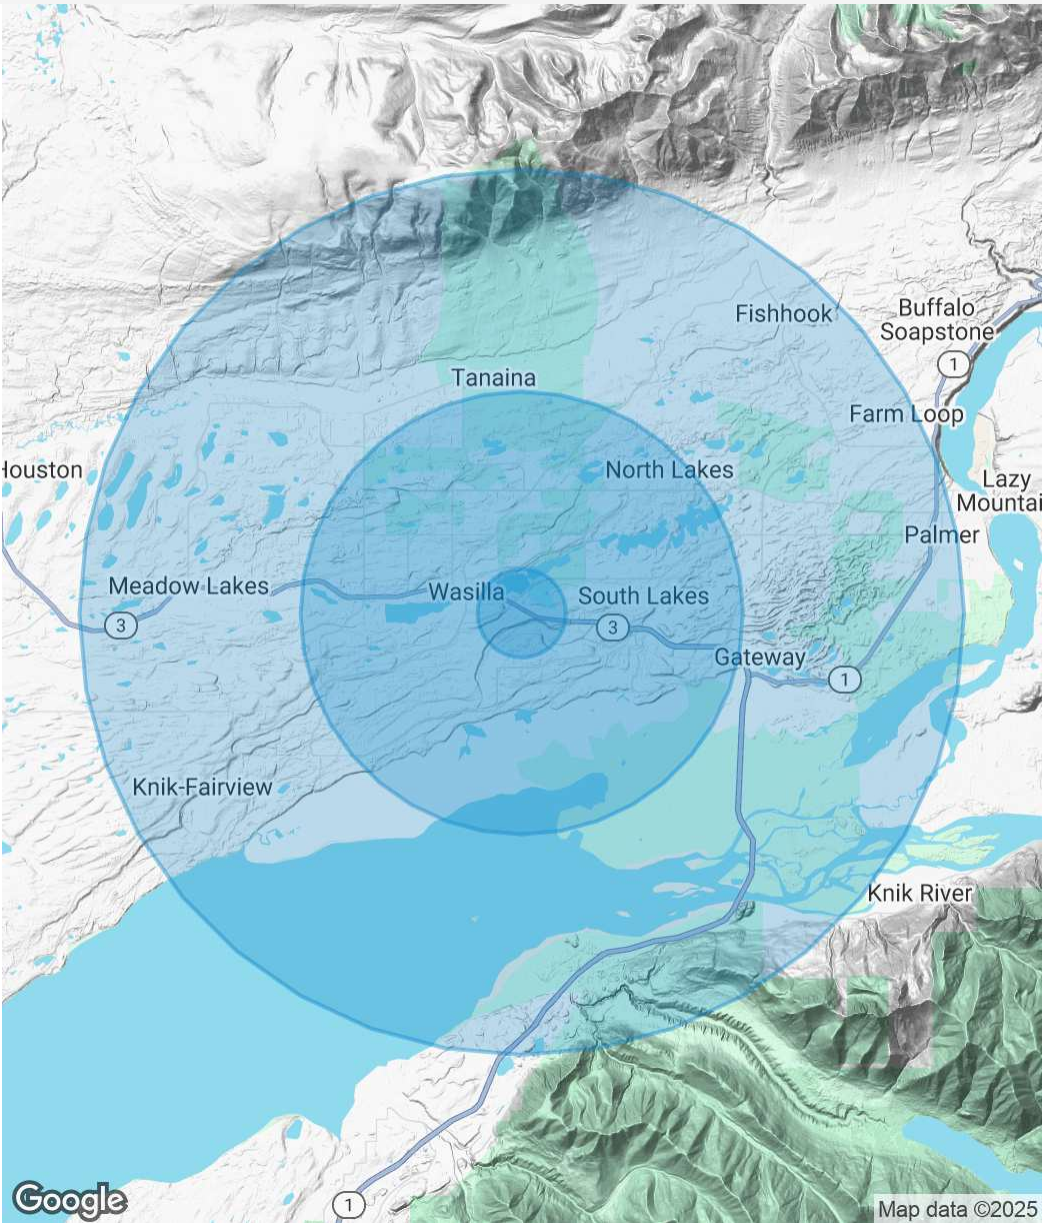 Fishhook
Buffalo
Soapstone
1
Tanaina
Farm Loop
Houston
North Lakes
Lazy
Mountai
Palmer
Meadow Lakes
Wasilla
South Lakes
3
3
Gateway
1
Knik-Fairview
Knik River
Google
1
Map data ©2025